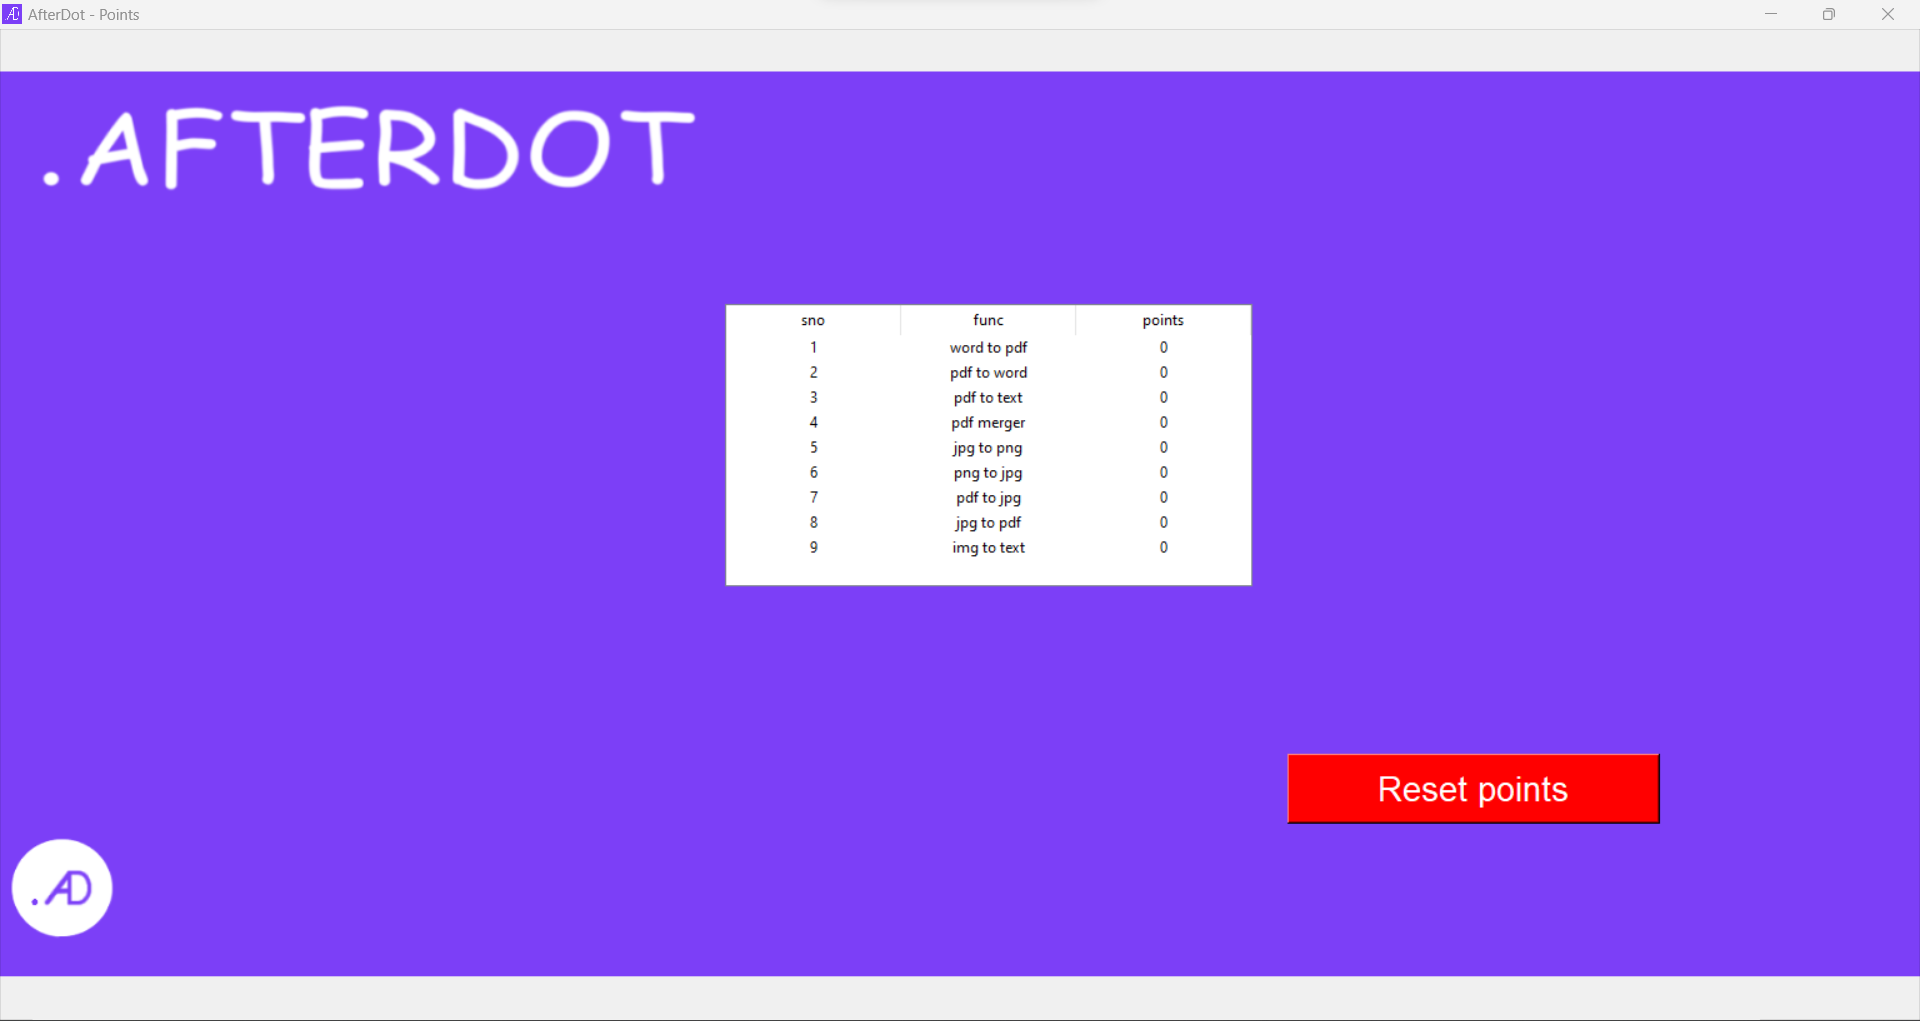 AfterDot - Points
.AFTERDOT
sno func points
1 word to pdf 0
2 pdf to word 0
3 pdf to text 0
4 pdf merger 0
5 jpg to png 0
6 png to jpg 0
7 pdf to jpg 0
8 jpg to pdf 0
9 img to text 0
Reset points
.AD